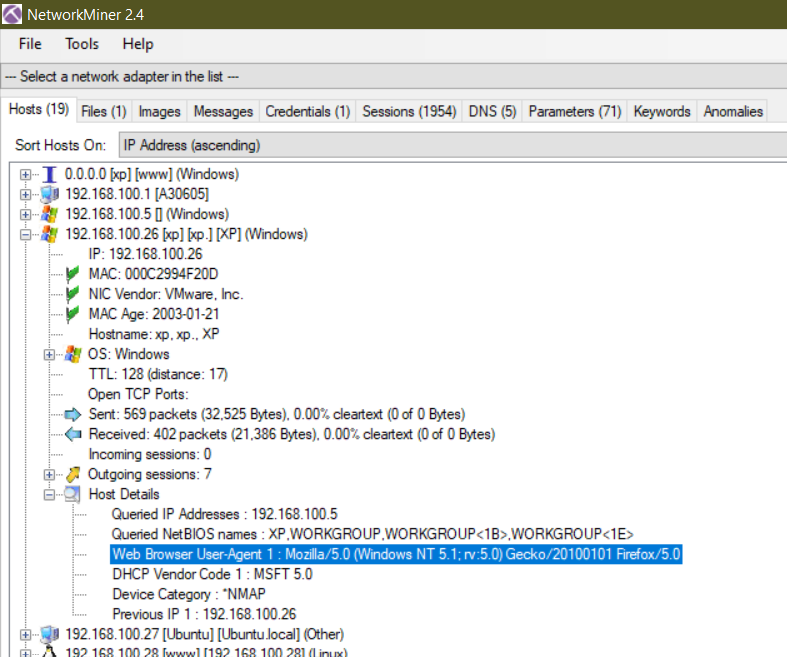 NetworkMiner 2.4
File Tools Help
--- Select a network adapter in the list ---
Hosts (19) Files (1) Images Messages Credentials (1) Sessions (1954) DNS (5) Parameters (71) Keywords Anomalies
Sort Hosts On: IP Address (ascending)
0.0.0.0 [xp] [www] (Windows)
192.168.100.1 [A30605]
192.168.100.5 [] (Windows)
192.168.100.26 [xp] [xp.] [XP] (Windows)
IP: 192.168.100.26
MAC: 000C2994F20D
NIC Vendor: VMware, Inc.
MAC Age: 2003-01-21
Hostname: xp, xp., XP
OS: Windows
TTL: 128 (distance: 17)
Open TCP Ports:
Sent: 569 packets (32,525 Bytes), 0.00% cleartext (0 of 0 Bytes)
Received: 402 packets (21,386 Bytes), 0.00% cleartext (0 of 0 Bytes)
Incoming sessions: 0
Outgoing sessions: 7
Host Details
Queried IP Addresses : 192.168.100.5
Queried NetBIOS names : XP,WORKGROUP,WORKGROUP<1B>,WORKGROUP<1E>
Web Browser User-Agent 1 : Mozilla/5.0 (Windows NT 5.1; rv:5.0) Gecko/20100101 Firefox/5.0
DHCP Vendor Code 1 : MSFT 5.0
Device Category : *NMAP
Previous IP 1 : 192.168.100.26
192.168.100.27 [Ubuntu] [Ubuntu.local] (Other)
192.168.100.28 [www] [192.168.100.28] (Linux)